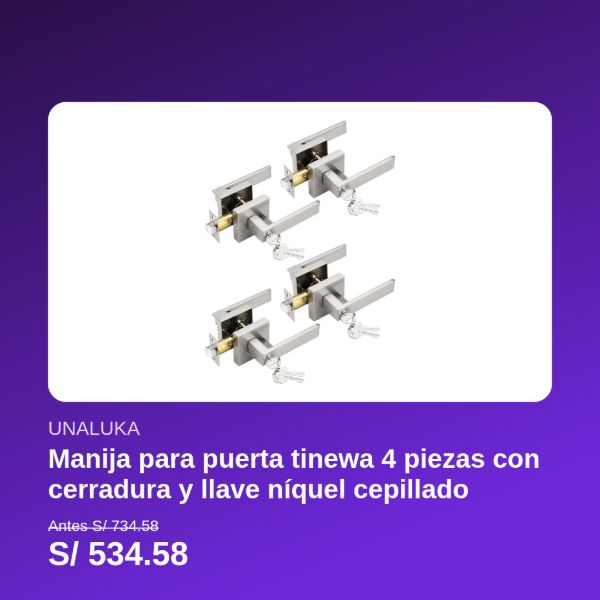 UNALUKA
Manija para puerta tinewa 4 piezas con
cerradura y llave níquel cepillado
Antes S/ 734.58
S/ 534.58